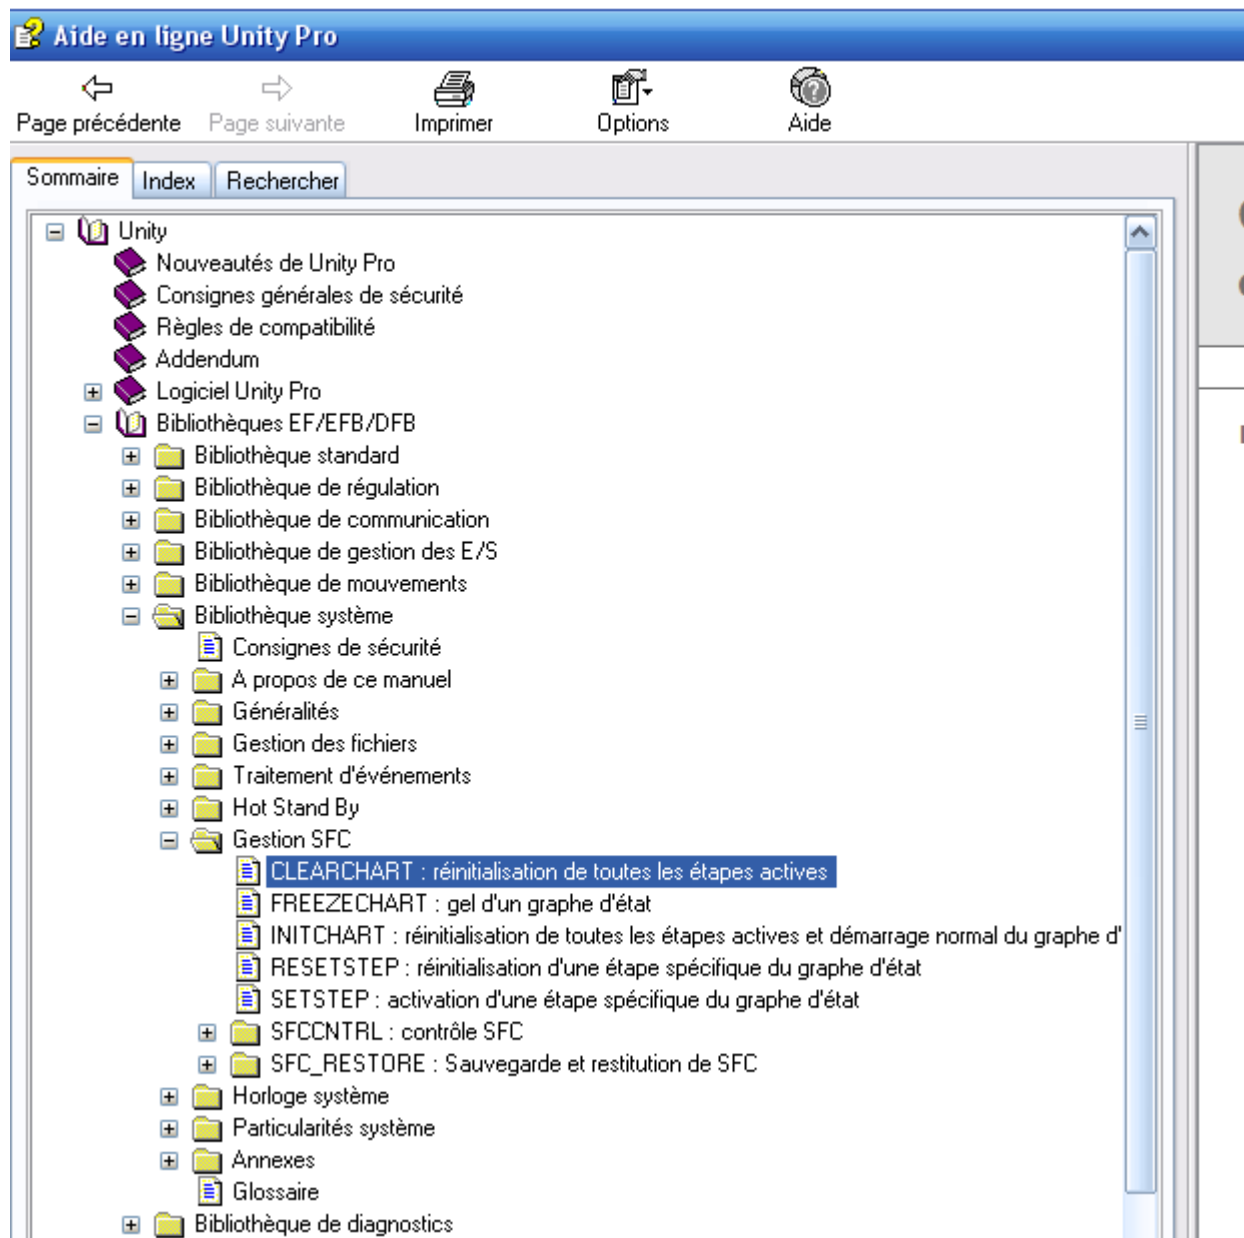 Aide en ligne Unity Pro
Page précédente Page suivante Imprimer Options Aide
Sommaire Index Rechercher
Unity
Nouveautés de Unity Pro
Consignes générales de sécurité
Règles de compatibilité
Addendum
Logiciel Unity Pro
Bibliothèques EF/EFB/DFB
Bibliothèque standard
Bibliothèque de régulation
Bibliothèque de communication
Bibliothèque de gestion des E/S
Bibliothèque de mouvements
Bibliothèque système
Consignes de sécurité
A propos de ce manuel
Généralités
Gestion des fichiers
Traitement d'événements
Hot Stand By
Gestion SFC
CLEARCHART : réinitialisation de toutes les étapes actives
FREEZECHART : gel d'un graphe d'état
INITCHART : réinitialisation de toutes les étapes actives et démarrage normal du graphe d'
RESETSTEP : réinitialisation d'une étape spécifique du graphe d'état
SETSTEP : activation d'une étape spécifique du graphe d'état
SFCCNTRL : contrôle SFC
SFC_RESTORE : Sauvegarde et restitution de SFC
Horloge système
Particularités système
Annexes
Glossaire
Bibliothèque de diagnostics